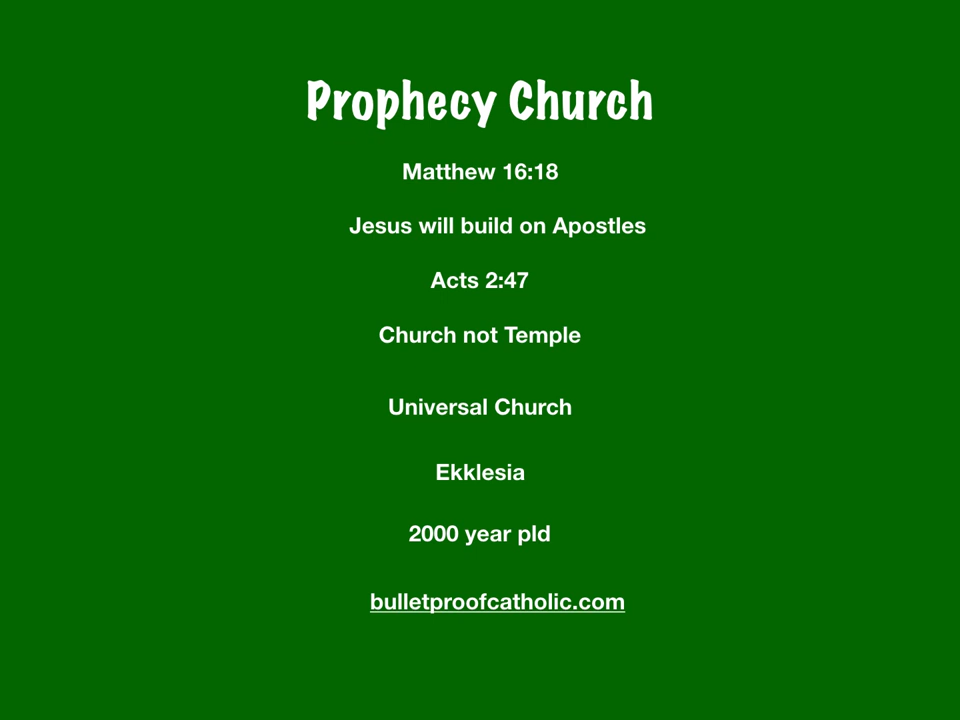 Prophecy Church
Matthew 16:18
Jesus will build on Apostles
Acts 2:47
Church not Temple
Universal Church
Ekklesia
2000 year pld
bulletproofcatholic.com